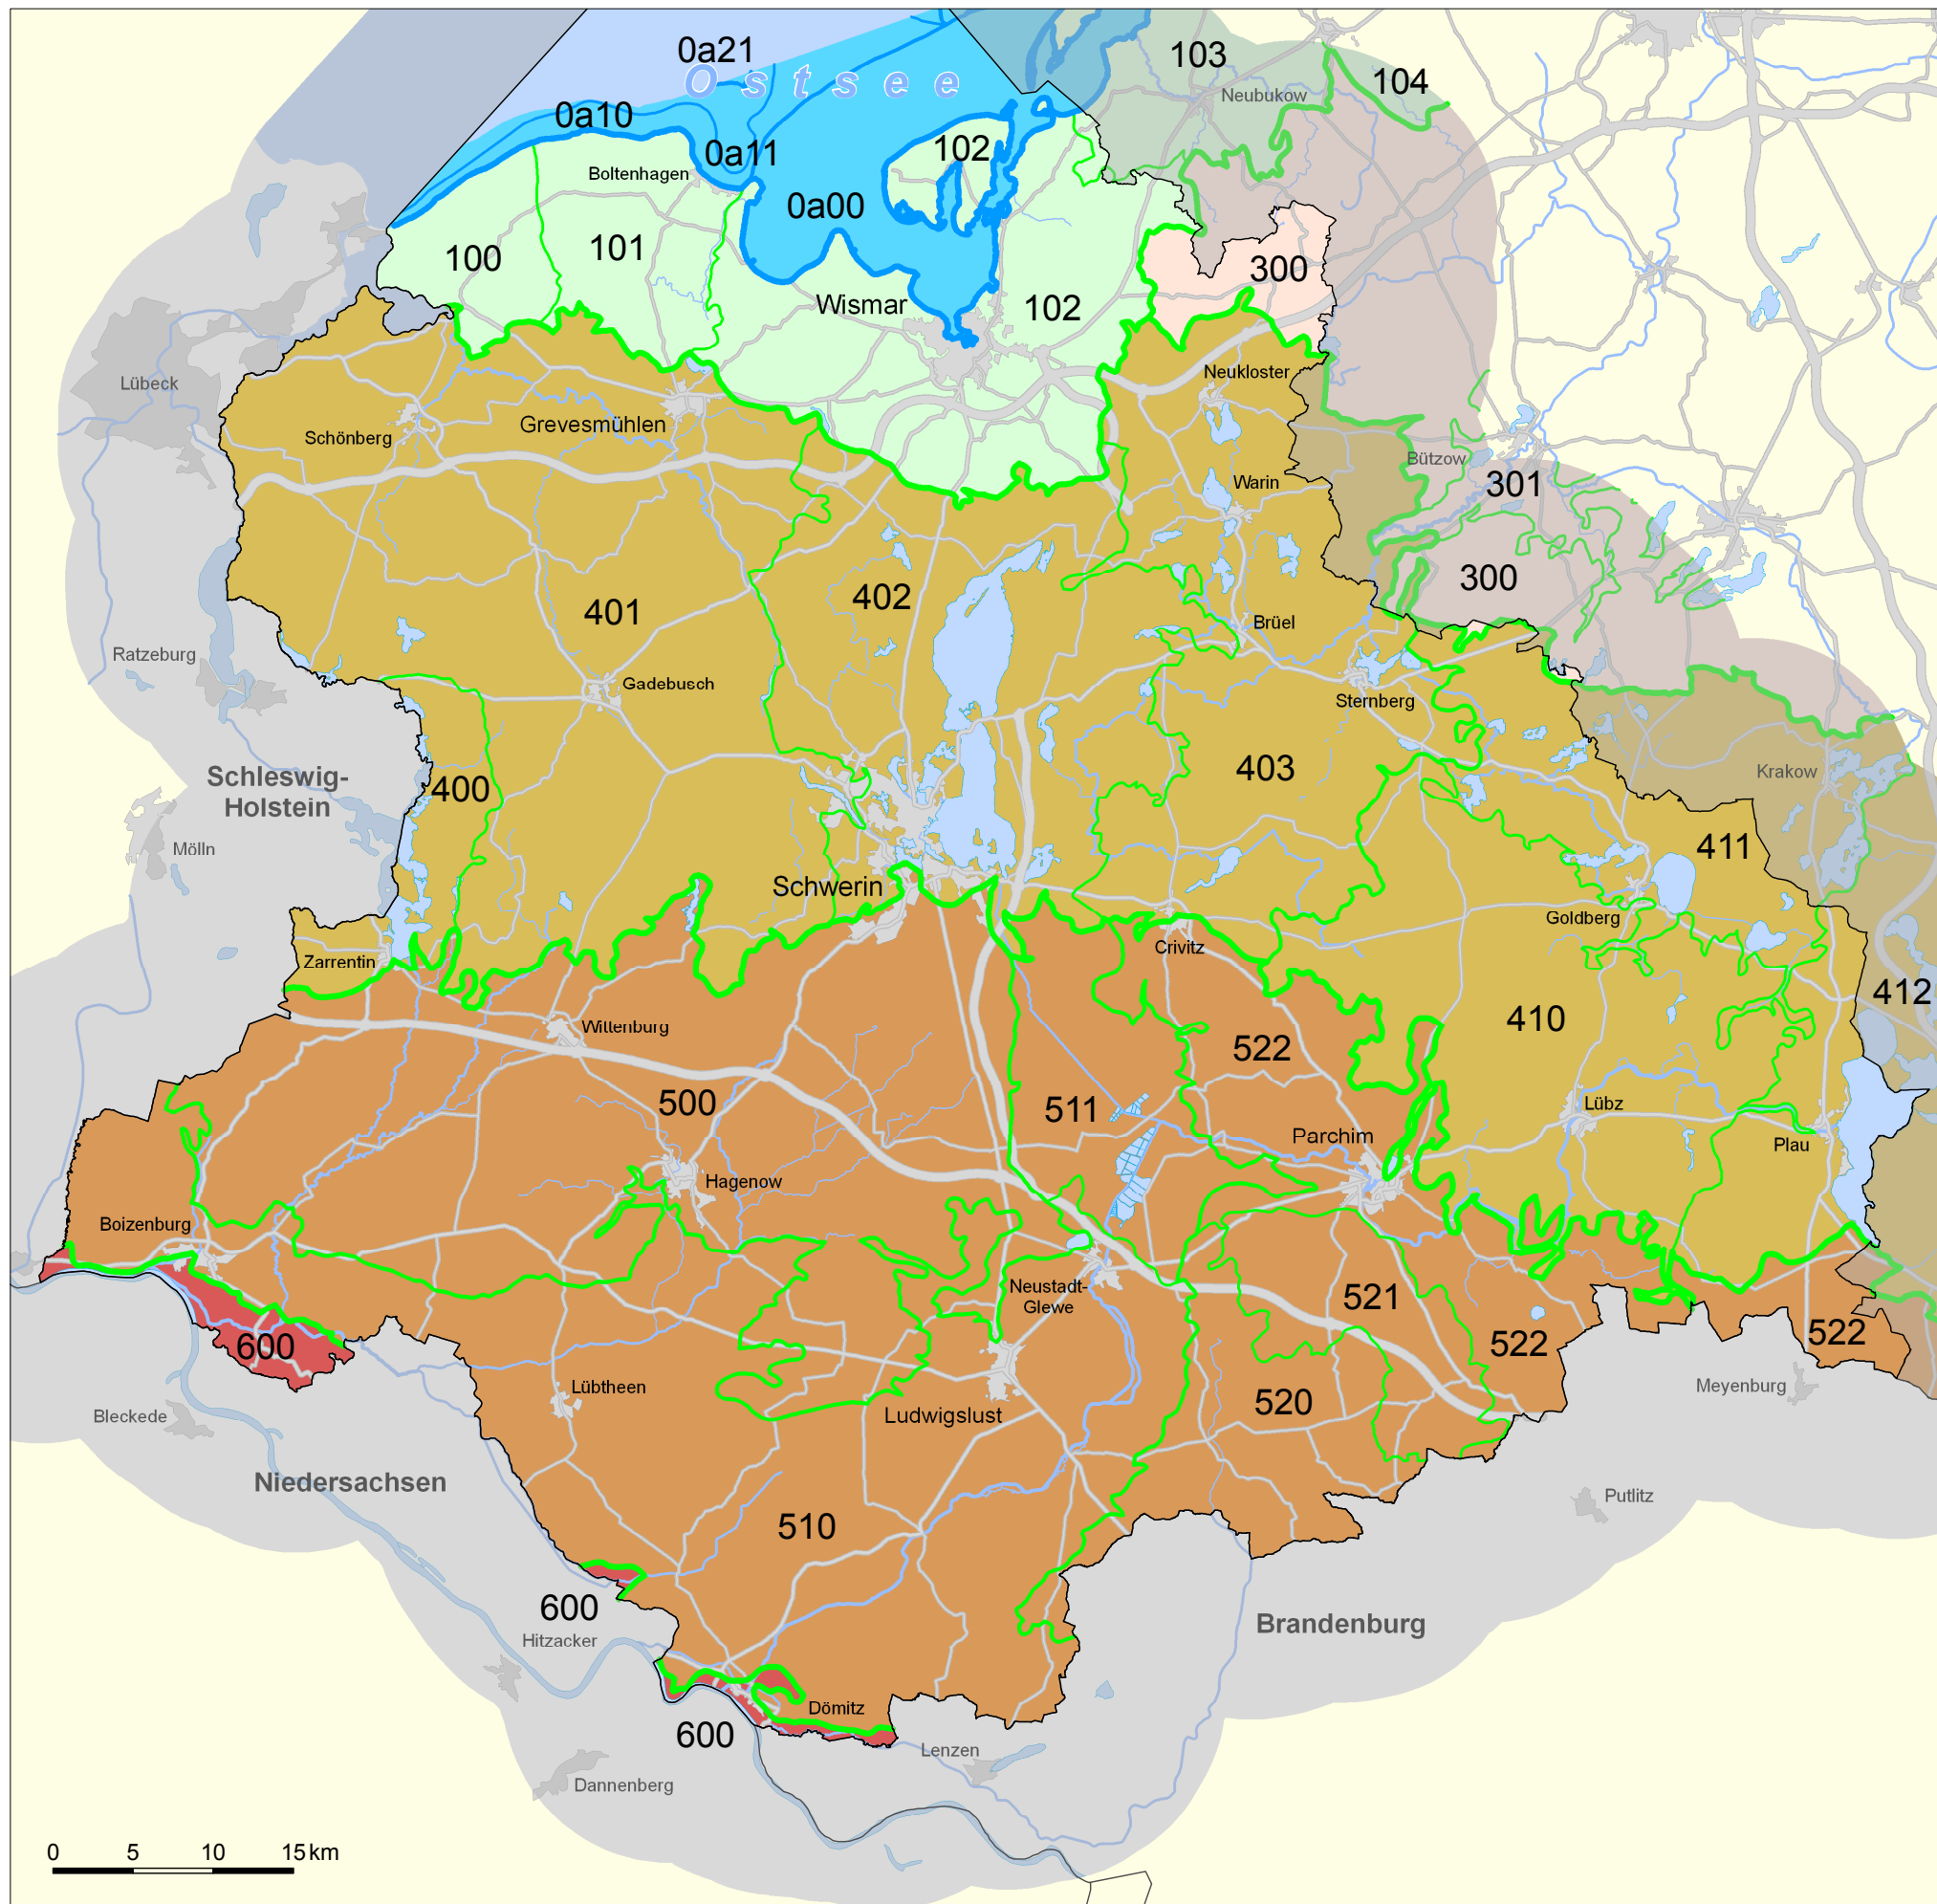 0a21
Ostsee
103
104
Neubukow
0a10
0a11
102
Boltenhagen
0a00
100
101
300
Wismar
102
Neukloster
Lübeck
Schönberg
Grevesmühlen
Bützow
Warin
301
300
401
402
Brüel
Ratzeburg
Gadebusch
Sternberg
Schleswig-
Holstein
400
403
Krakow
Mölln
411
Schwerin
Goldberg
Crivitz
Zarrentin
412
410
Wittenburg
522
500
511
Lübz
Parchim
Plau
Hagenow
Boizenburg
Neustadt-
Glewe
521
522
522
600
Lübtheen
Meyenburg
Bleckede
Ludwigslust
520
Niedersachsen
Putlitz
510
600
Hitzacker
Brandenburg
Dömitz
600
Lenzen
Dannenberg
0 5 10 15 km